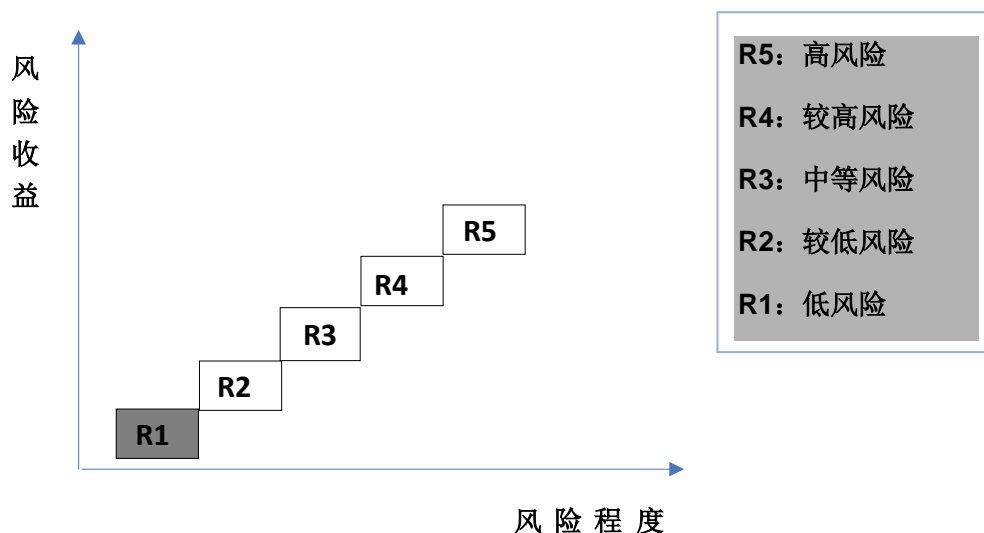 风险收益
R5：高风险
R4：较高风险
R3：中等风险
R2：较低风险
R1：低风险
R5
R4
R3
R2
R1
风险程度